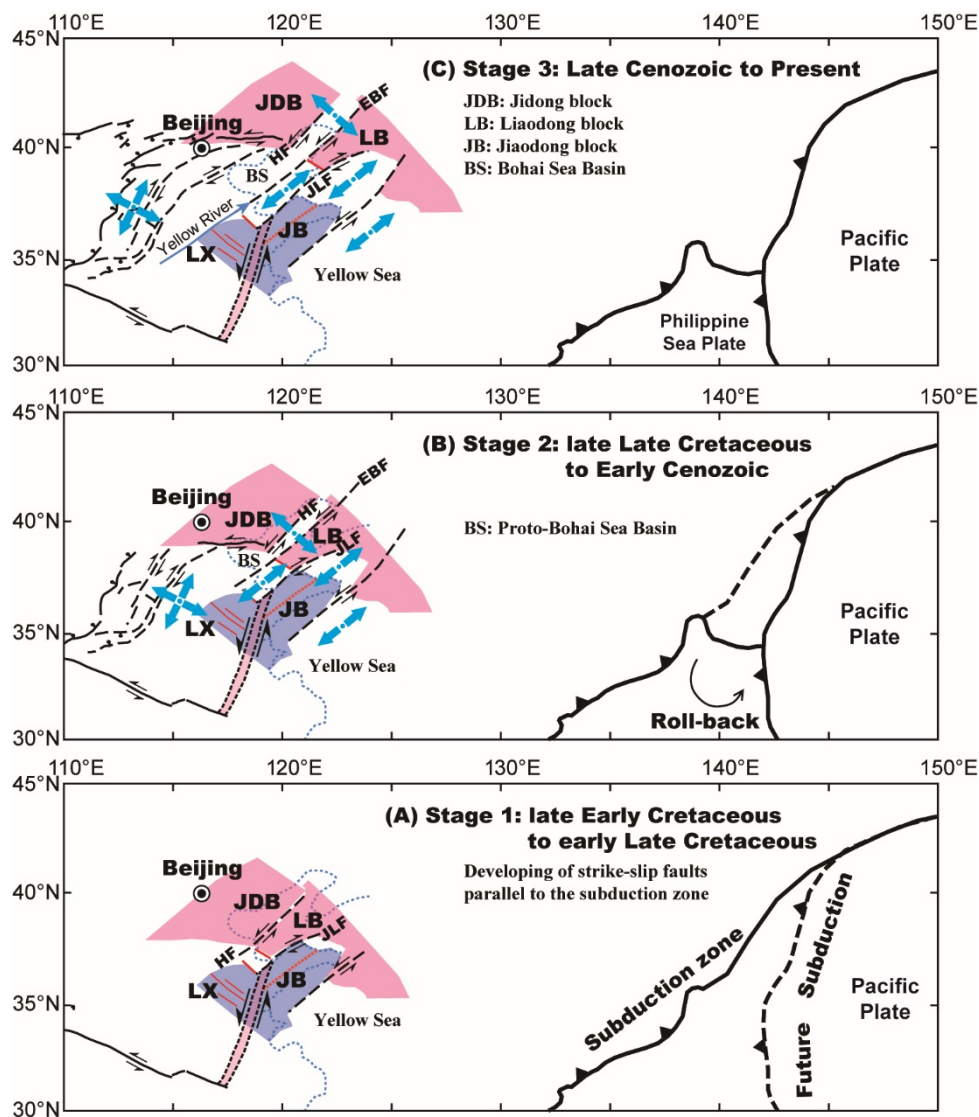 110°E 120°E 130°E 140°E 150°E
45°N
40°N
35°N
30°N
(C) Stage 3: Late Cenozoic to Present
JDB: Jidong block
LB: Liaodong block
JB: Jiaodong block
BS: Bohai Sea Basin
JDB
EBF
Beijing
LB
HF
BS
JLF
Yellow River
JB
LX
Yellow Sea
Pacific
Plate
Philippine
Sea Plate
110°E 120°E 130°E 140°E 150°E
45°N
40°N
35°N
30°N
(B) Stage 2: late Late Cretaceous
to Early Cenozoic
BS: Proto-Bohai Sea Basin
EBF
Beijing
JDB
HF
LB
JLF
BS
JB
LX
Yellow Sea
Pacific
Plate
Roll-back
110°E 120°E 130°E 140°E 150°E
45°N
40°N
35°N
30°N
(A) Stage 1: late Early Cretaceous
to early Late Cretaceous
Developing of strike-slip faults
parallel to the subduction zone
Beijing
JDB
LB
JLF
HF
JB
LX
Yellow Sea
Subduction zone
Future Subduction
Pacific
Plate